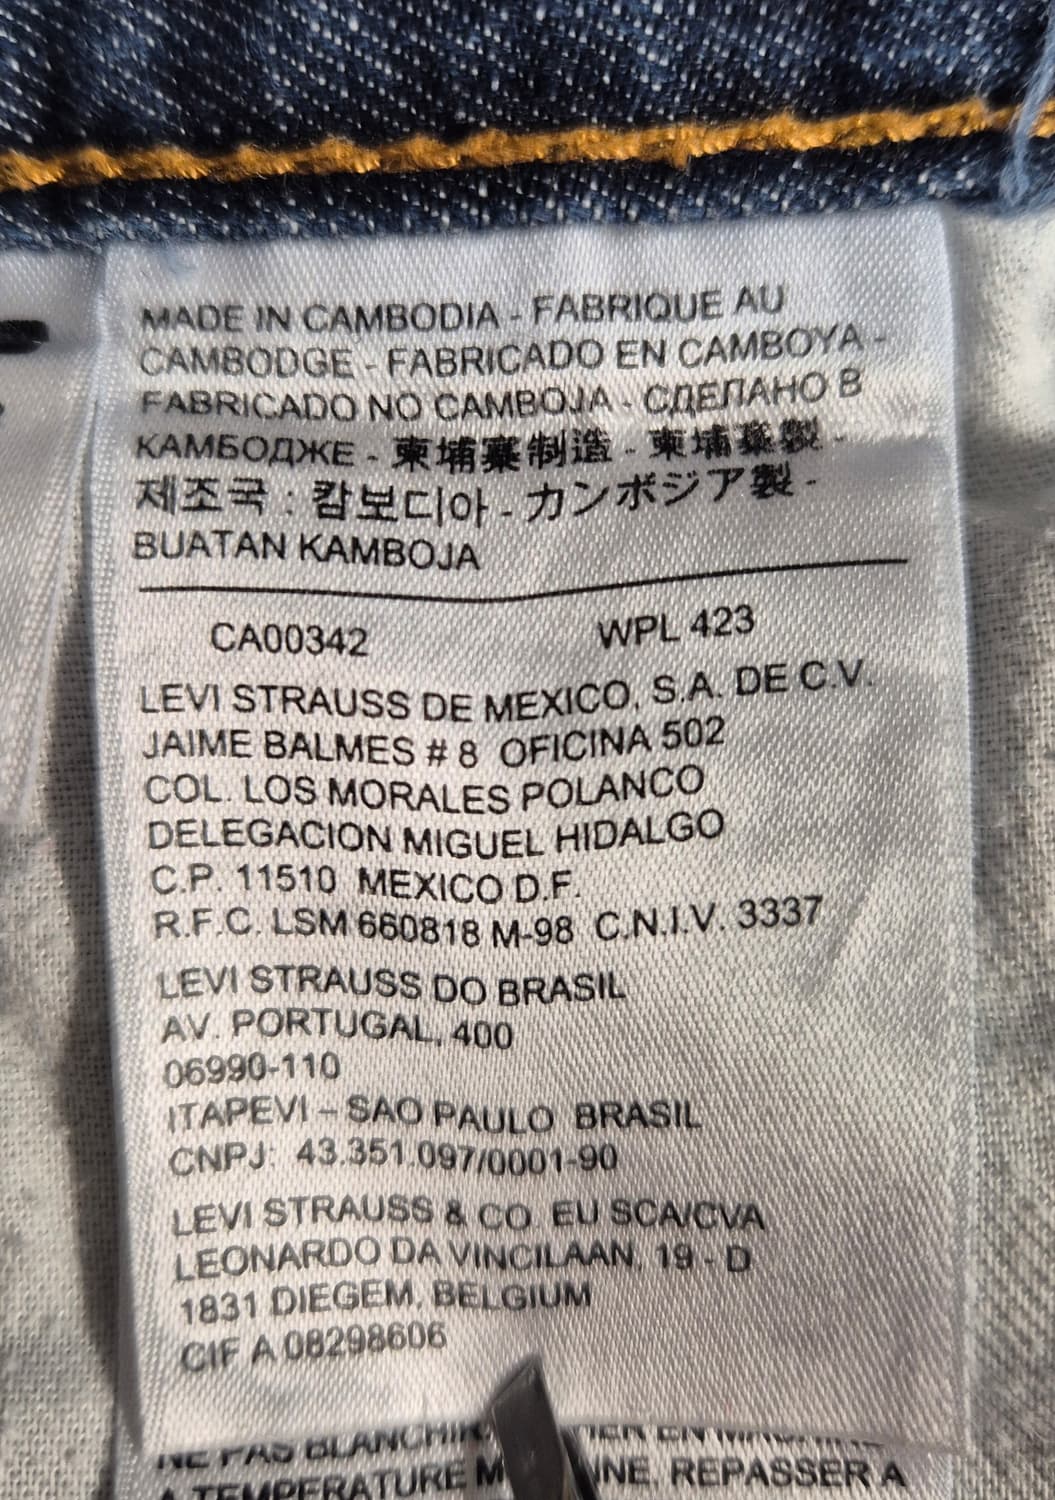 MADE IN CAMBODIA - FABRIQUE AU
CAMBODGE - FABRICADO EN CAMBOYA -
FABRICADO NO CAMBOJA - СДЕЛАНО В
КАМБОДЖЕ - 柬埔寨制造 - 柬埔寨製 -
제조국 : 캄보디아 - カンボジア製 -
BUATAN KAMBOJA
CA00342 WPL 423
LEVI STRAUSS DE MEXICO, S.A. DE C.V.
JAIME BALMES # 8 OFICINA 502
COL. LOS MORALES POLANCO
DELEGACION MIGUEL HIDALGO
C.P. 11510 MEXICO D.F.
R.F.C. LSM 660818 M-98 C.N.I.V. 3337
LEVI STRAUSS DO BRASIL
AV. PORTUGAL, 400
06990-110
ITAPEVI – SAO PAULO BRASIL
CNPJ: 43.351.097/0001-90
LEVI STRAUSS & CO. EU SCA/CVA
LEONARDO DA VINCILAAN, 19 - D
1831 DIEGEM, BELGIUM
CIF A 08298606
NE PAS BLANCHIR EN
A TEMPERATURE REPASSER A